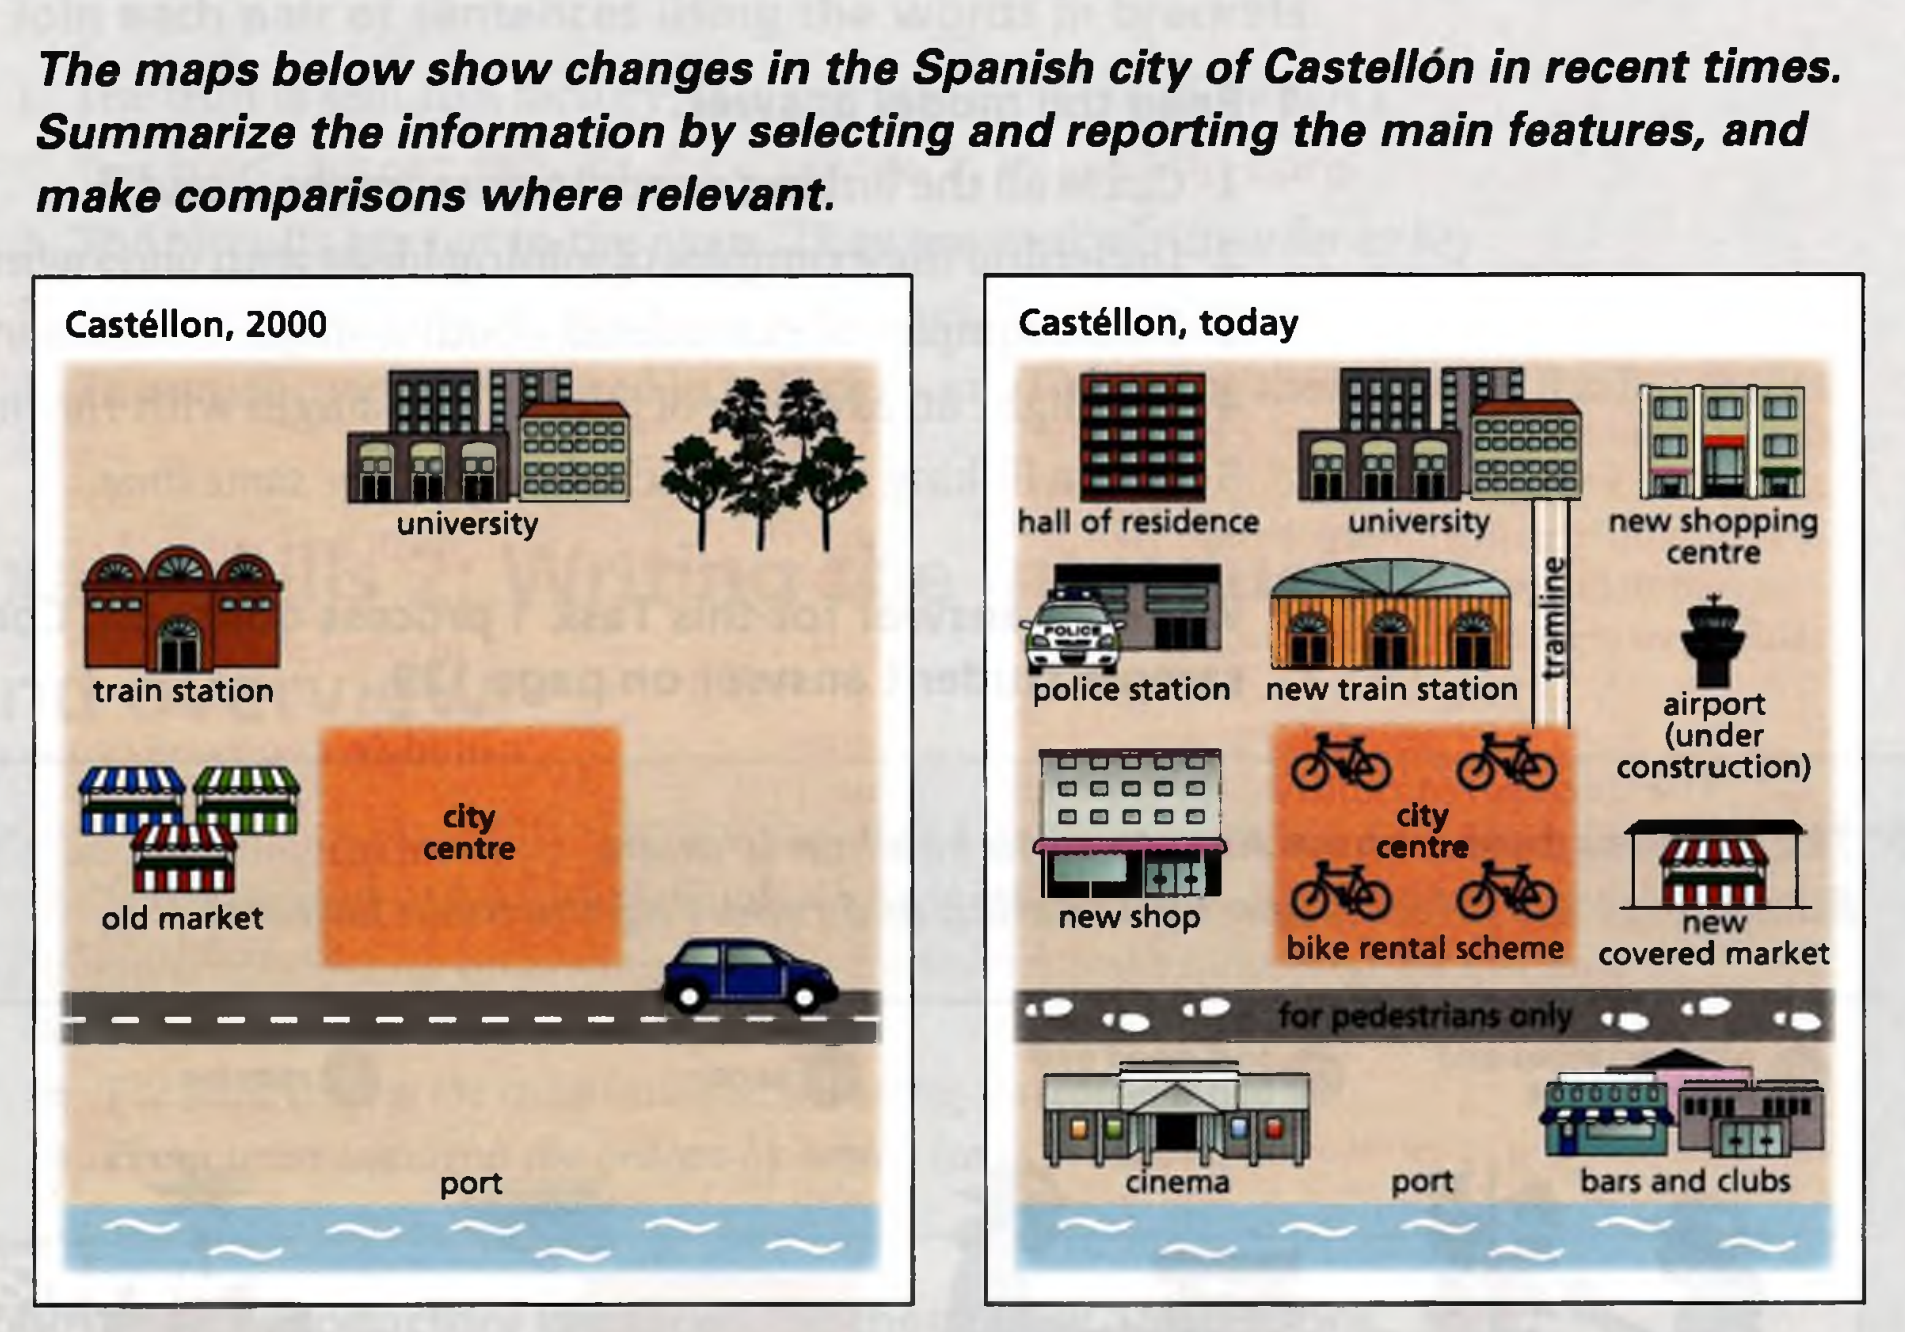 The maps below show changes in the Spanish city of Castellón in recent times.
Summarize the information by selecting and reporting the main features, and
make comparisons where relevant.
Castéllon, 2000
university
train station
city
centre
old market
port
Castéllon, today
hall of residence
university
new shopping
centre
tramline
POLICE
police station
new train station
airport
(under
construction)
city
centre
new shop
bike rental scheme
new
covered market
for pedestrians only
cinema
port
bars and clubs